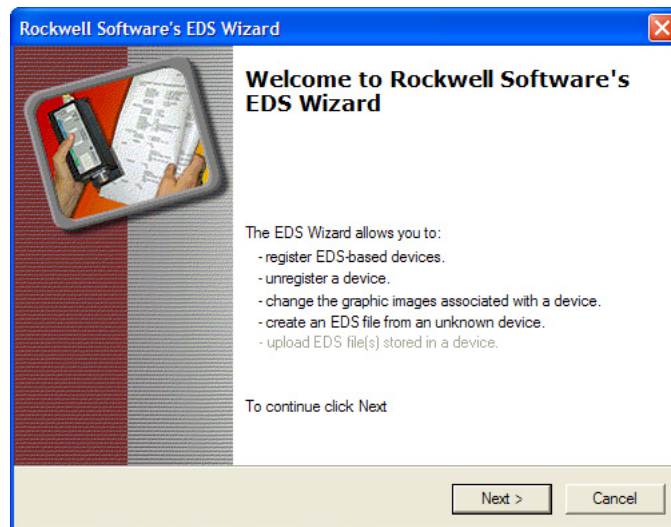 Rockwell Software's EDS Wizard
Welcome to Rockwell Software's
EDS Wizard
The EDS Wizard allows you to:
- register EDS-based devices.
- unregister a device.
- change the graphic images associated with a device.
- create an EDS file from an unknown device.
- upload EDS file(s) stored in a device.
To continue click Next
Next >
Cancel